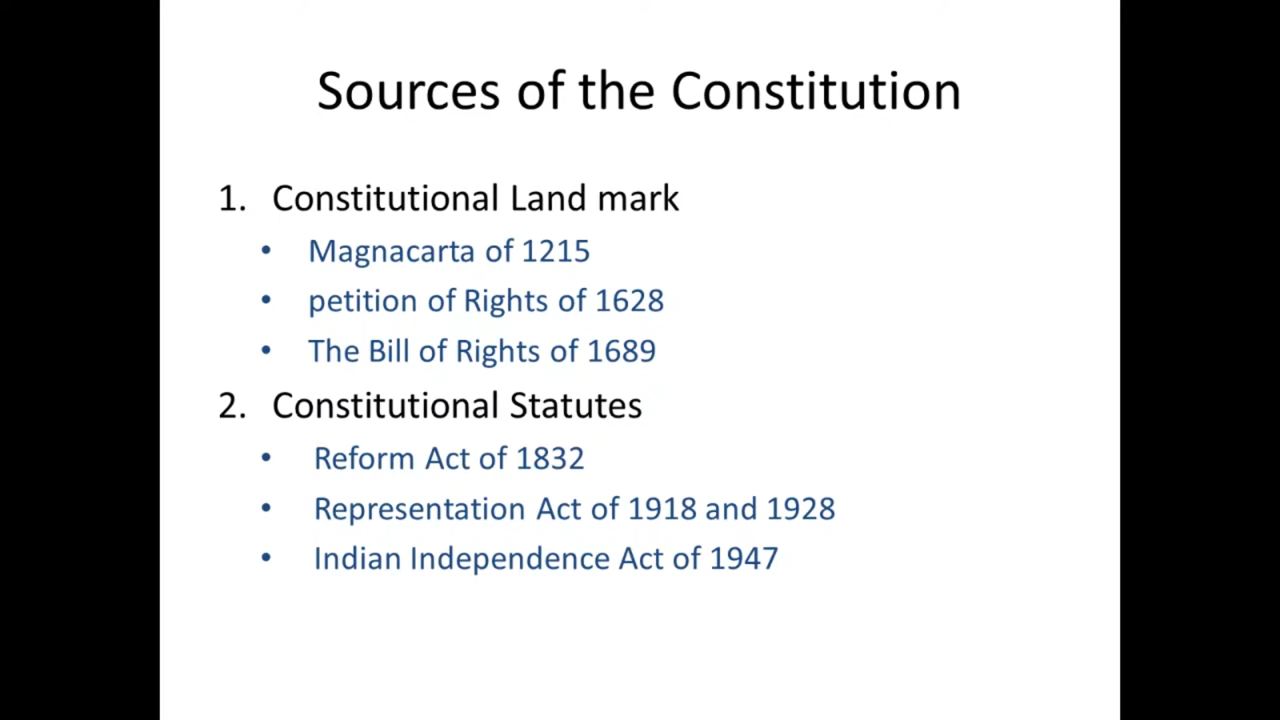 Sources of the Constitution
1. Constitutional Land mark
• Magnacarta of 1215
• petition of Rights of 1628
• The Bill of Rights of 1689
2. Constitutional Statutes
• Reform Act of 1832
• Representation Act of 1918 and 1928
• Indian Independence Act of 1947